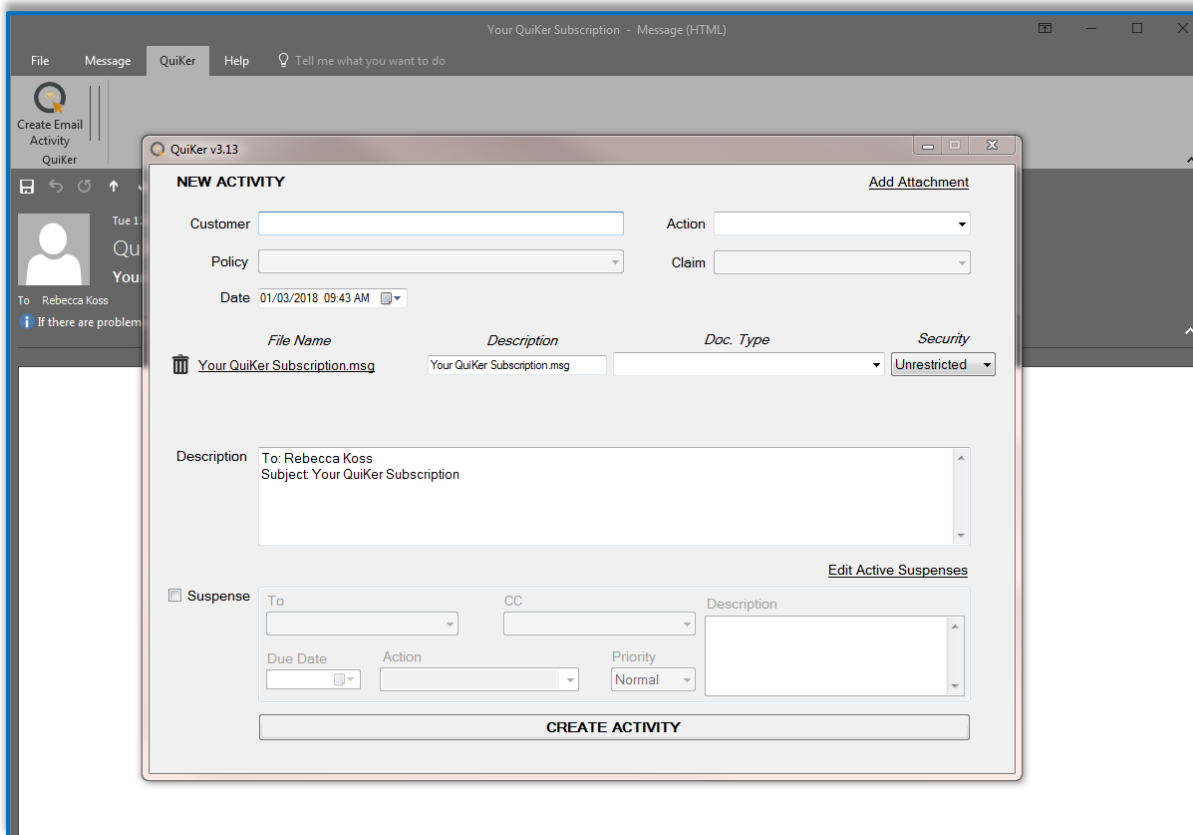 Your QuiKer Subscription - Message (HTML)
File Message QuiKer Help Tell me what you want to do
Create Email
Activity
QuiKer
QuiKer v3.13
NEW ACTIVITY Add Attachment
Customer Action
Policy Claim
Date 01/03/2018 09:43 AM
Tue 13
Qu
You
To Rebecca Koss
If there are problem
File Name Description Doc. Type Security
Your QuiKer Subscription.msg Your QuiKer Subscription.msg Unrestricted
Description To: Rebecca Koss
Subject: Your QuiKer Subscription
Edit Active Suspenses
Suspense To CC Description
Due Date Action Priority
Normal
CREATE ACTIVITY